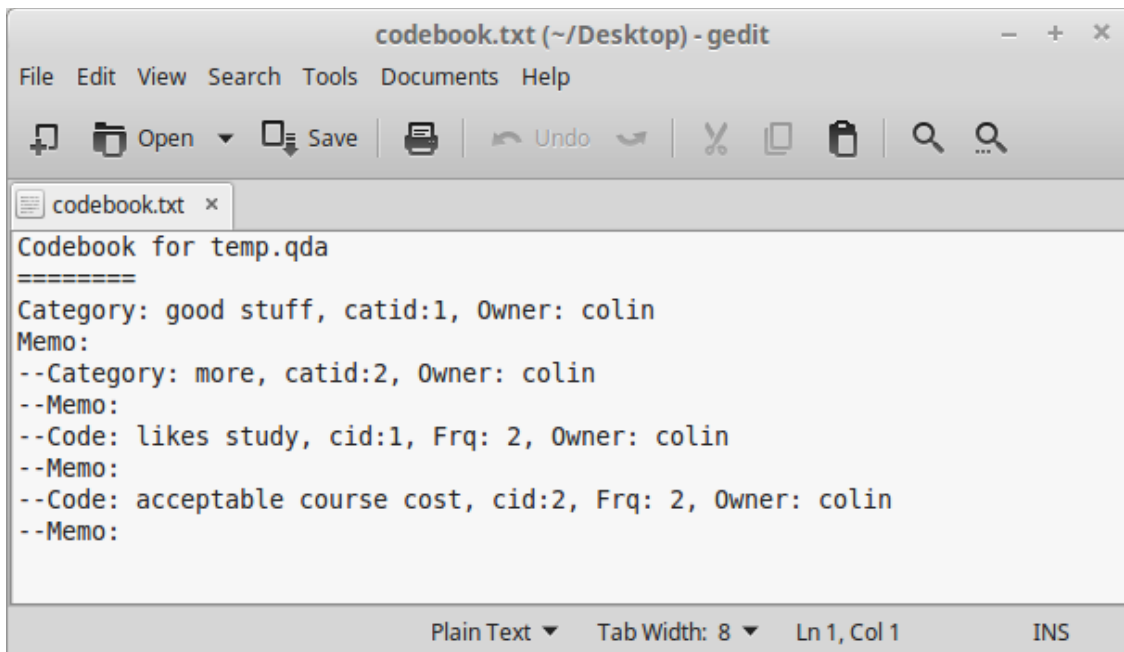 codebook.txt (~/Desktop) - gedit
File Edit View Search Tools Documents Help
Open Save Undo
codebook.txt
Codebook for temp.qda
========
Category: good stuff, catid:1, Owner: colin
Memo:
--Category: more, catid:2, Owner: colin
--Memo:
--Code: likes study, cid:1, Frq: 2, Owner: colin
--Memo:
--Code: acceptable course cost, cid:2, Frq: 2, Owner: colin
--Memo:
Plain Text Tab Width: 8 Ln 1, Col 1 INS